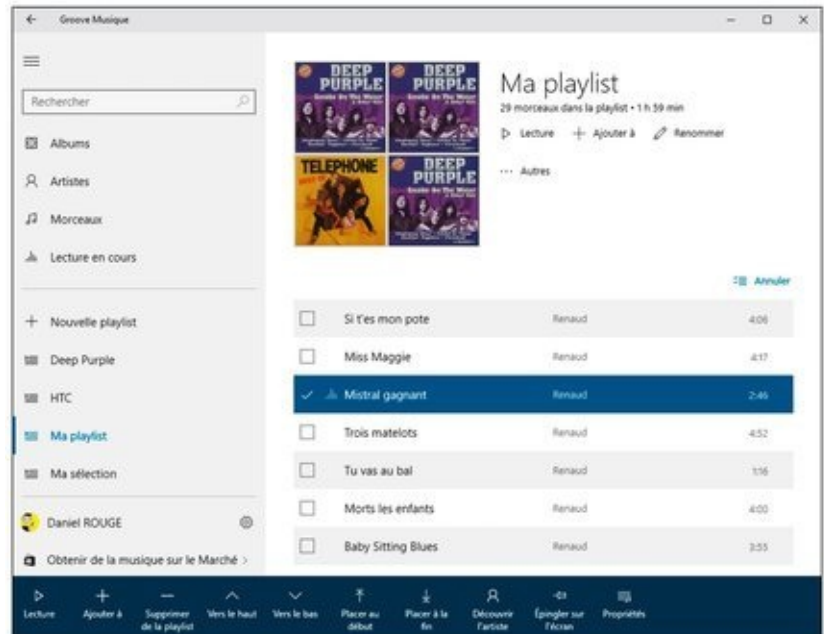 Groove Musique
Rechercher
Albums
Artistes
Morceaux
Lecture en cours
Nouvelle playlist
Deep Purple
HTC
Ma playlist
Ma sélection
Daniel ROUGE
Obtenir de la musique sur le Marché >
DEEP PURPLE
DEEP PURPLE
TELEPHONE
DEEP PURPLE
Ma playlist
29 morceaux dans la playlist • 1 h 59 min
Lecture
Ajouter à
Renommer
... Autres
Annuler
Si t'es mon pote Renaud 4:06
Miss Maggie Renaud 4:17
Mistral gagnant Renaud 2:46
Trois matelots Renaud 4:52
Tu vas au bal Renaud 1:16
Morts les enfants Renaud 4:00
Baby Sitting Blues Renaud 3:55
Lecture
Ajouter à
Supprimer de la playlist
Vers le haut
Vers le bas
Placer au début
Placer à la fin
Découvrir l'artiste
Épingler sur l'écran
Propriétés